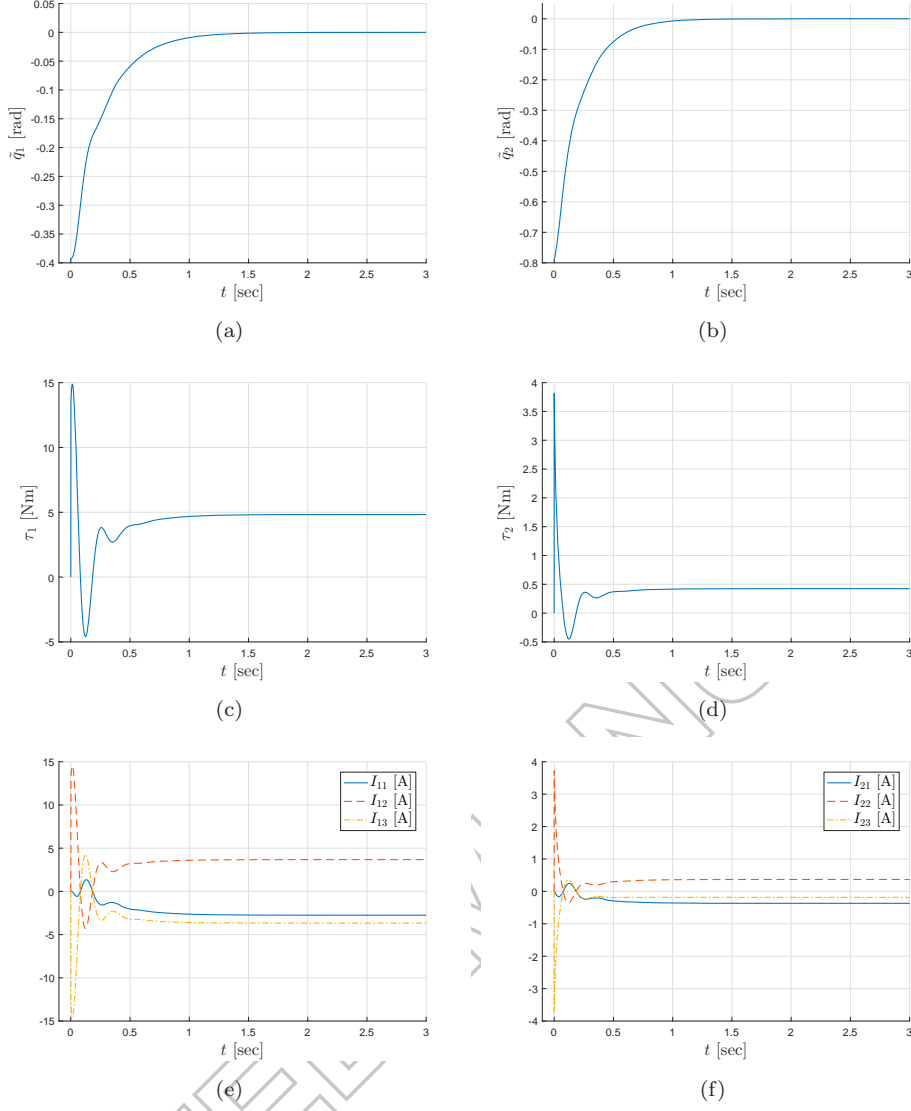 0.05
0
-0.05
-0.1
-0.15
-0.2
-0.25
-0.3
-0.35
-0.4
q̃₁ [rad]
0 0.5 1 1.5 2 2.5 3
t [sec]
(a)
0
-0.1
-0.2
-0.3
-0.4
-0.5
-0.6
-0.7
-0.8
q̃₂ [rad]
0 0.5 1 1.5 2 2.5 3
t [sec]
(b)
15
10
5
0
-5
τ₁ [Nm]
0 0.5 1 1.5 2 2.5 3
t [sec]
(c)
4
3.5
3
2.5
2
1.5
1
0.5
0
-0.5
τ₂ [Nm]
0 0.5 1 1.5 2 2.5 3
t [sec]
(d)
15
10
5
0
-5
-10
-15
I₁₁ [A]
I₁₂ [A]
I₁₃ [A]
0 0.5 1 1.5 2 2.5 3
t [sec]
(e)
4
3
2
1
0
-1
-2
-3
-4
I₂₁ [A]
I₂₂ [A]
I₂₃ [A]
0 0.5 1 1.5 2 2.5 3
t [sec]
(f)